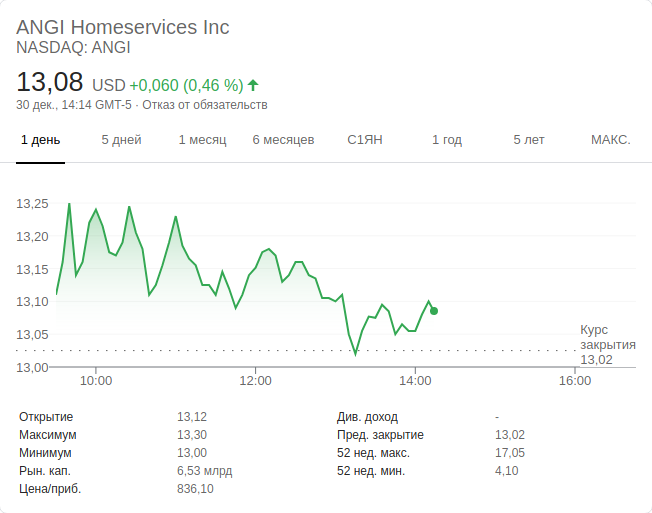 ANGI Homeservices Inc
NASDAQ: ANGI
13,08 USD +0,060 (0,46 %)
30 дек., 14:14 GMT-5 · Отказ от обязательств
1 день 5 дней 1 месяц 6 месяцев С1ЯН 1 год 5 лет МАКС.
13,25
13,20
13,15
13,10
13,05
13,00
Курс
закрытия
13,02
10:00 12:00 14:00 16:00
Открытие 13,12 Див. доход -
Максимум 13,30 Пред. закрытие 13,02
Минимум 13,00 52 нед. макс. 17,05
Рын. кап. 6,53 млрд 52 нед. мин. 4,10
Цена/приб. 836,10